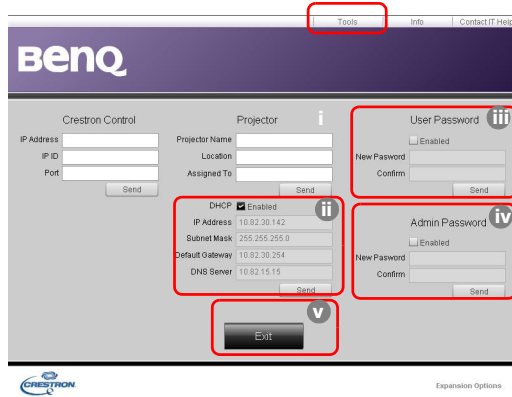 Tools Info Contact IT Help
BenQ
Crestron Control
IP Address
IP ID
Port
Send
Projector i
Projector Name
Location
Assigned To
Send
DHCP Enabled ii
IP Address 10.82.30.142
Subnet Mask 255.255.255.0
Default Gateway 10.82.30.254
DNS Server 10.82.15.15
Send
User Password iii
Enabled
New Pasword
Confirm
Send
Admin Password iv
Enabled
New Pasword
Confirm
Send
v
Exit
CRESTRON
Expansion Options